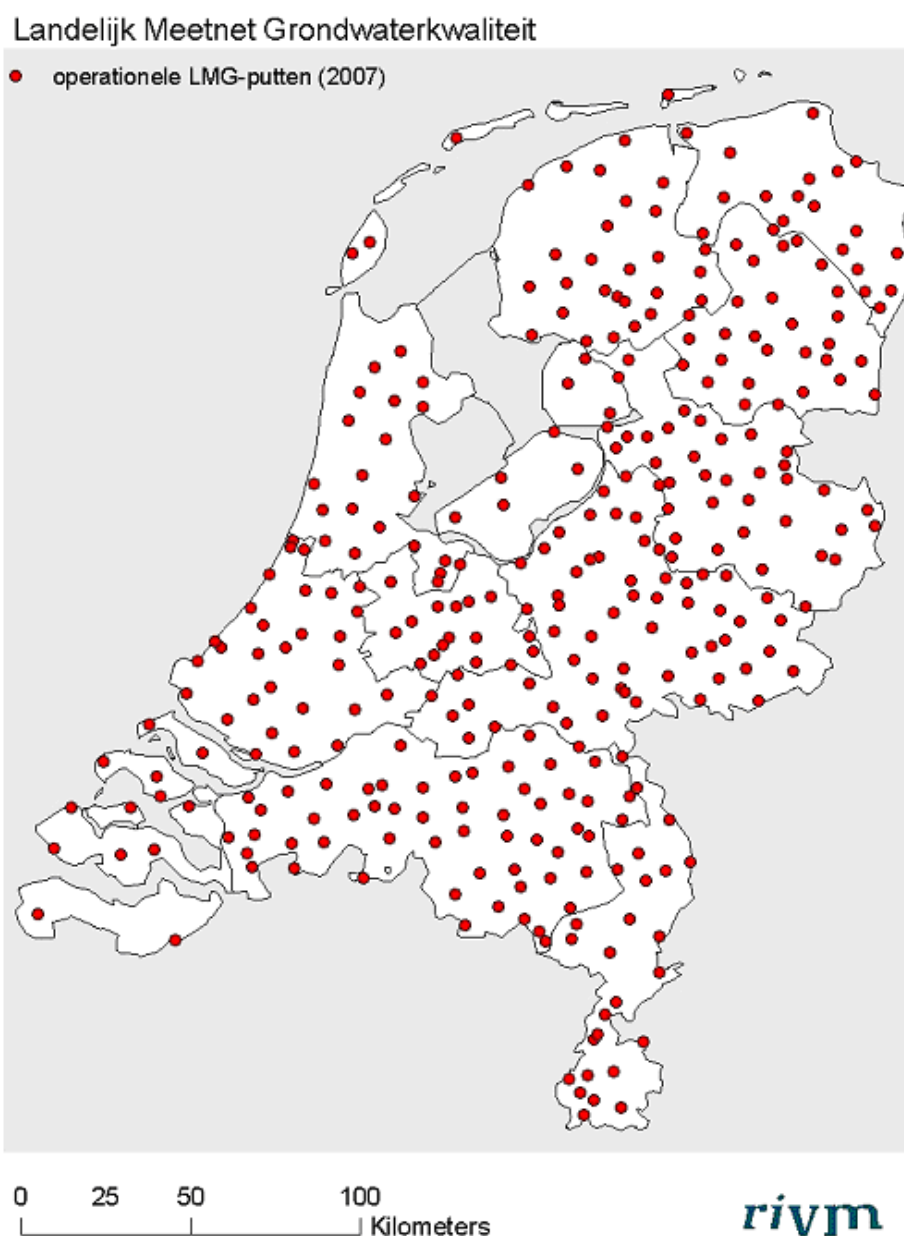 Landelijk Meetnet Grondwaterkwaliteit
operationele LMG-putten (2007)
0 25 50 100
Kilometers
rivm